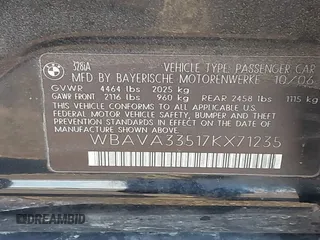 328iA
VEHICLE TYPE: PASSENGER CAR
MFD BY BAYERISCHE MOTORENWERKE 10/06
GVWR 4464 lbs 2025 kg
GAWR FRONT 2116 lbs 960 kg REAR 2458 lbs 1115 kg
THIS VEHICLE CONFORMS TO ALL APPLICABLE U.S.
FEDERAL MOTOR VEHICLE SAFETY, BUMPER, AND
THEFT PREVENTION STANDARDS IN EFFECT ON THE
DATE OF MANUFACTURE SHOWN ABOVE.
WBAVA33517KX71235
DREAMBID